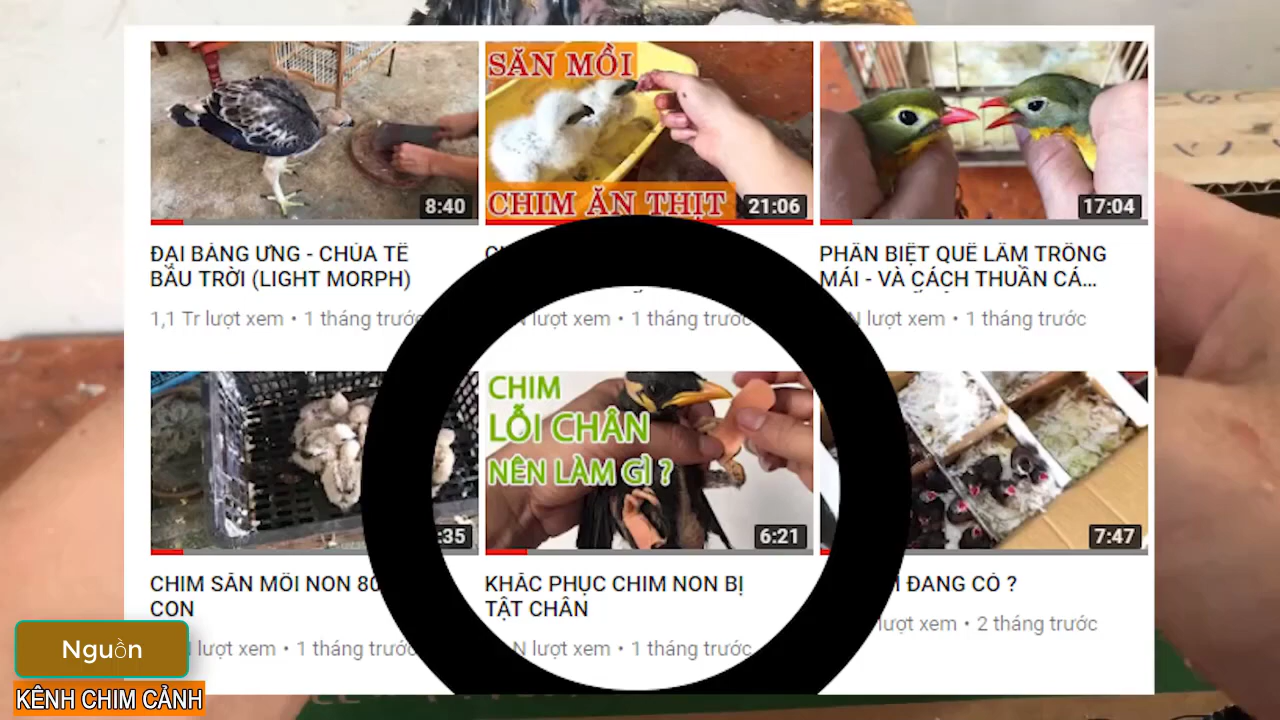 SĂN MỒI
CHIM ĂN THỊT
8:40
21:06
17:04
ĐẠI BÀNG ƯNG - CHÚA TỂ
BẦU TRỜI (LIGHT MORPH)
1,1 Tr lượt xem • 1 tháng trước
lượt xem • 1 tháng trước
PHÂN BIỆT QUẾ LÂM TRỐNG
MÁI - VÀ CÁCH THUẦN CÁ...
lượt xem • 1 tháng trước
CHIM
LỖI CHÂN
NÊN LÀM GÌ ?
:35
6:21
7:47
CHIM SĂN MỒI NON
CON
lượt xem • 1 tháng trước
KHẮC PHỤC CHIM NON BỊ
TẬT CHÂN
N lượt xem • 1 tháng trước
ĐANG CÓ ?
lượt xem • 2 tháng trước
Nguồn
KÊNH CHIM CẢNH